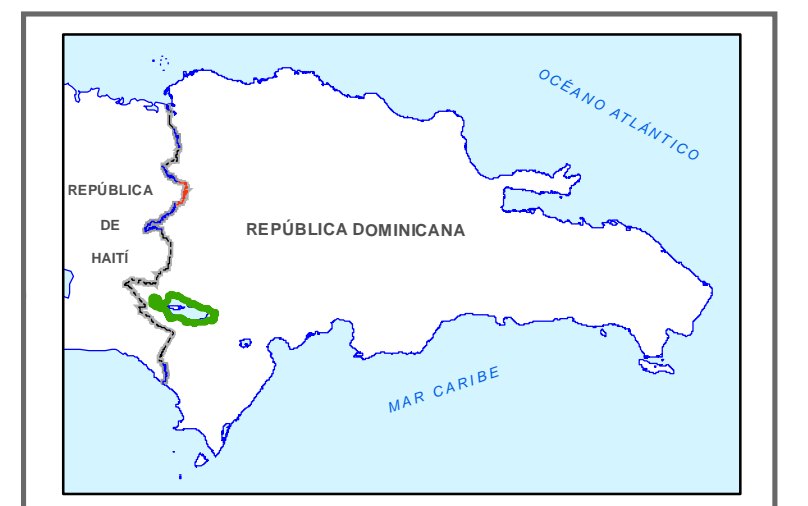 OCÉANO ATLÁNTICO
REPÚBLICA
DE
HAITÍ
REPÚBLICA DOMINICANA
MAR CARIBE